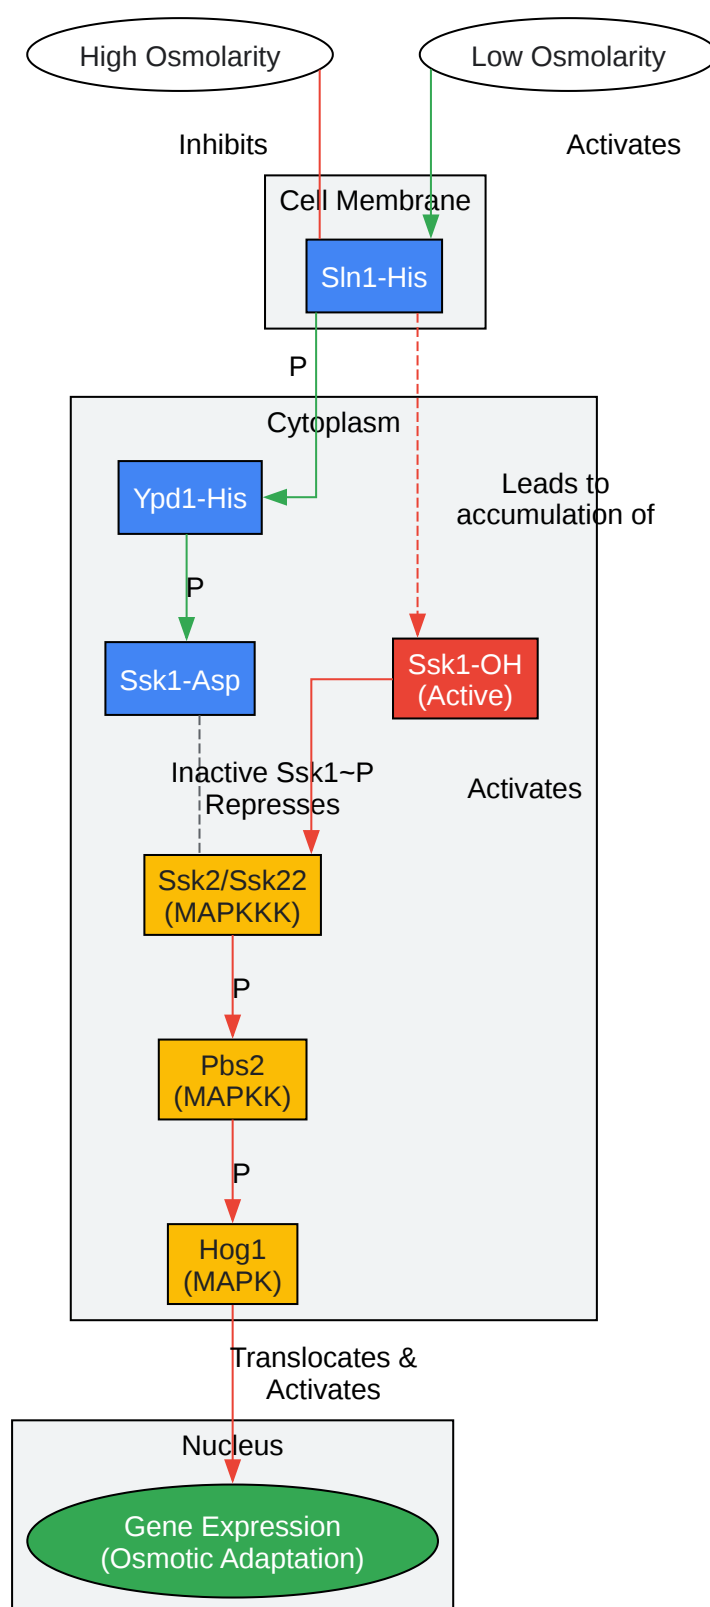 High Osmolarity
Low Osmolarity
Inhibits
Activates
Cell Membrane
Sln1-His
P
Cytoplasm
Ypd1-His
Leads to
accumulation of
P
Ssk1-Asp
Ssk1-OH
(Active)
Inactive Ssk1~P
Represses
Activates
Ssk2/Ssk22
(MAPKKK)
P
Pbs2
(MAPKK)
P
Hog1
(MAPK)
Translocates &
Activates
Nucleus
Gene Expression
(Osmotic Adaptation)